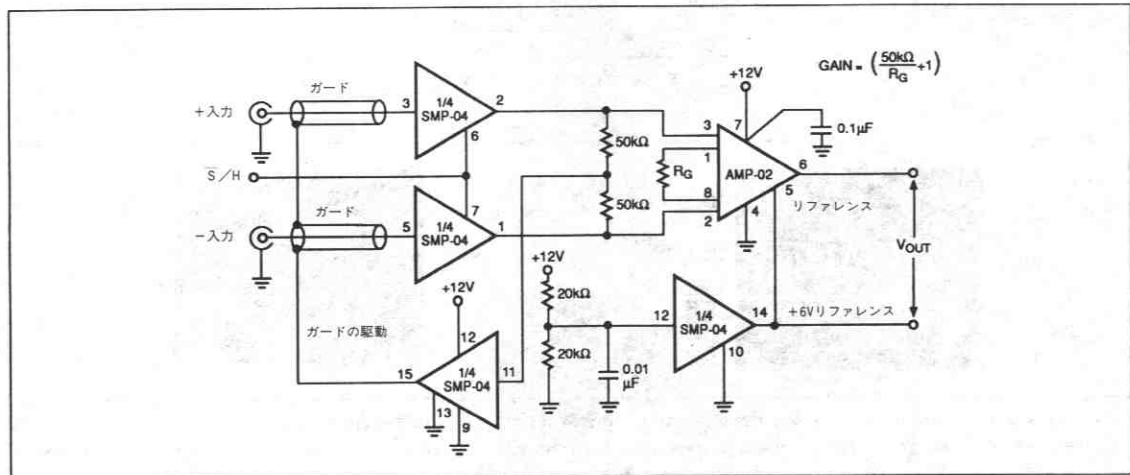 +12V
GAIN = (50kΩ/RG +1)
ガード
+入力
3
1/4
SMP-04
2
6
50kΩ
3
7
0.1μF
1
RG
AMP-02
6
8
5
2
4
リファレンス
S/H
ガード
7
50kΩ
−入力
5
1/4
SMP-04
1
VOUT
+12V
20kΩ
+12V
12
1/4
SMP-04
14
+6Vリファレンス
10
ガードの駆動
12
20kΩ
0.01
μF
15
1/4
SMP-04
11
13
9